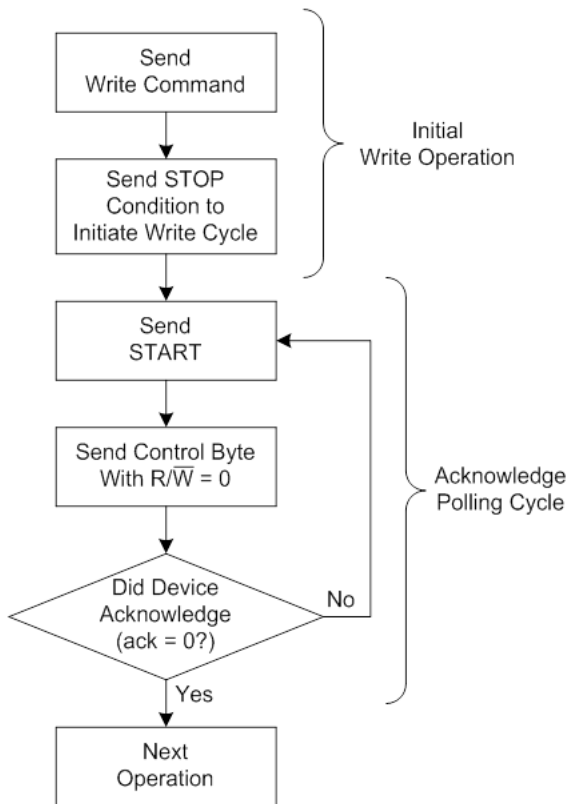 Send
Write Command
Initial
Write Operation
Send STOP
Condition to
Initiate Write Cycle
Send
START
Send Control Byte
With R/W̅ = 0
Acknowledge
Polling Cycle
Did Device
Acknowledge
(ack = 0?)
No
Yes
Next
Operation